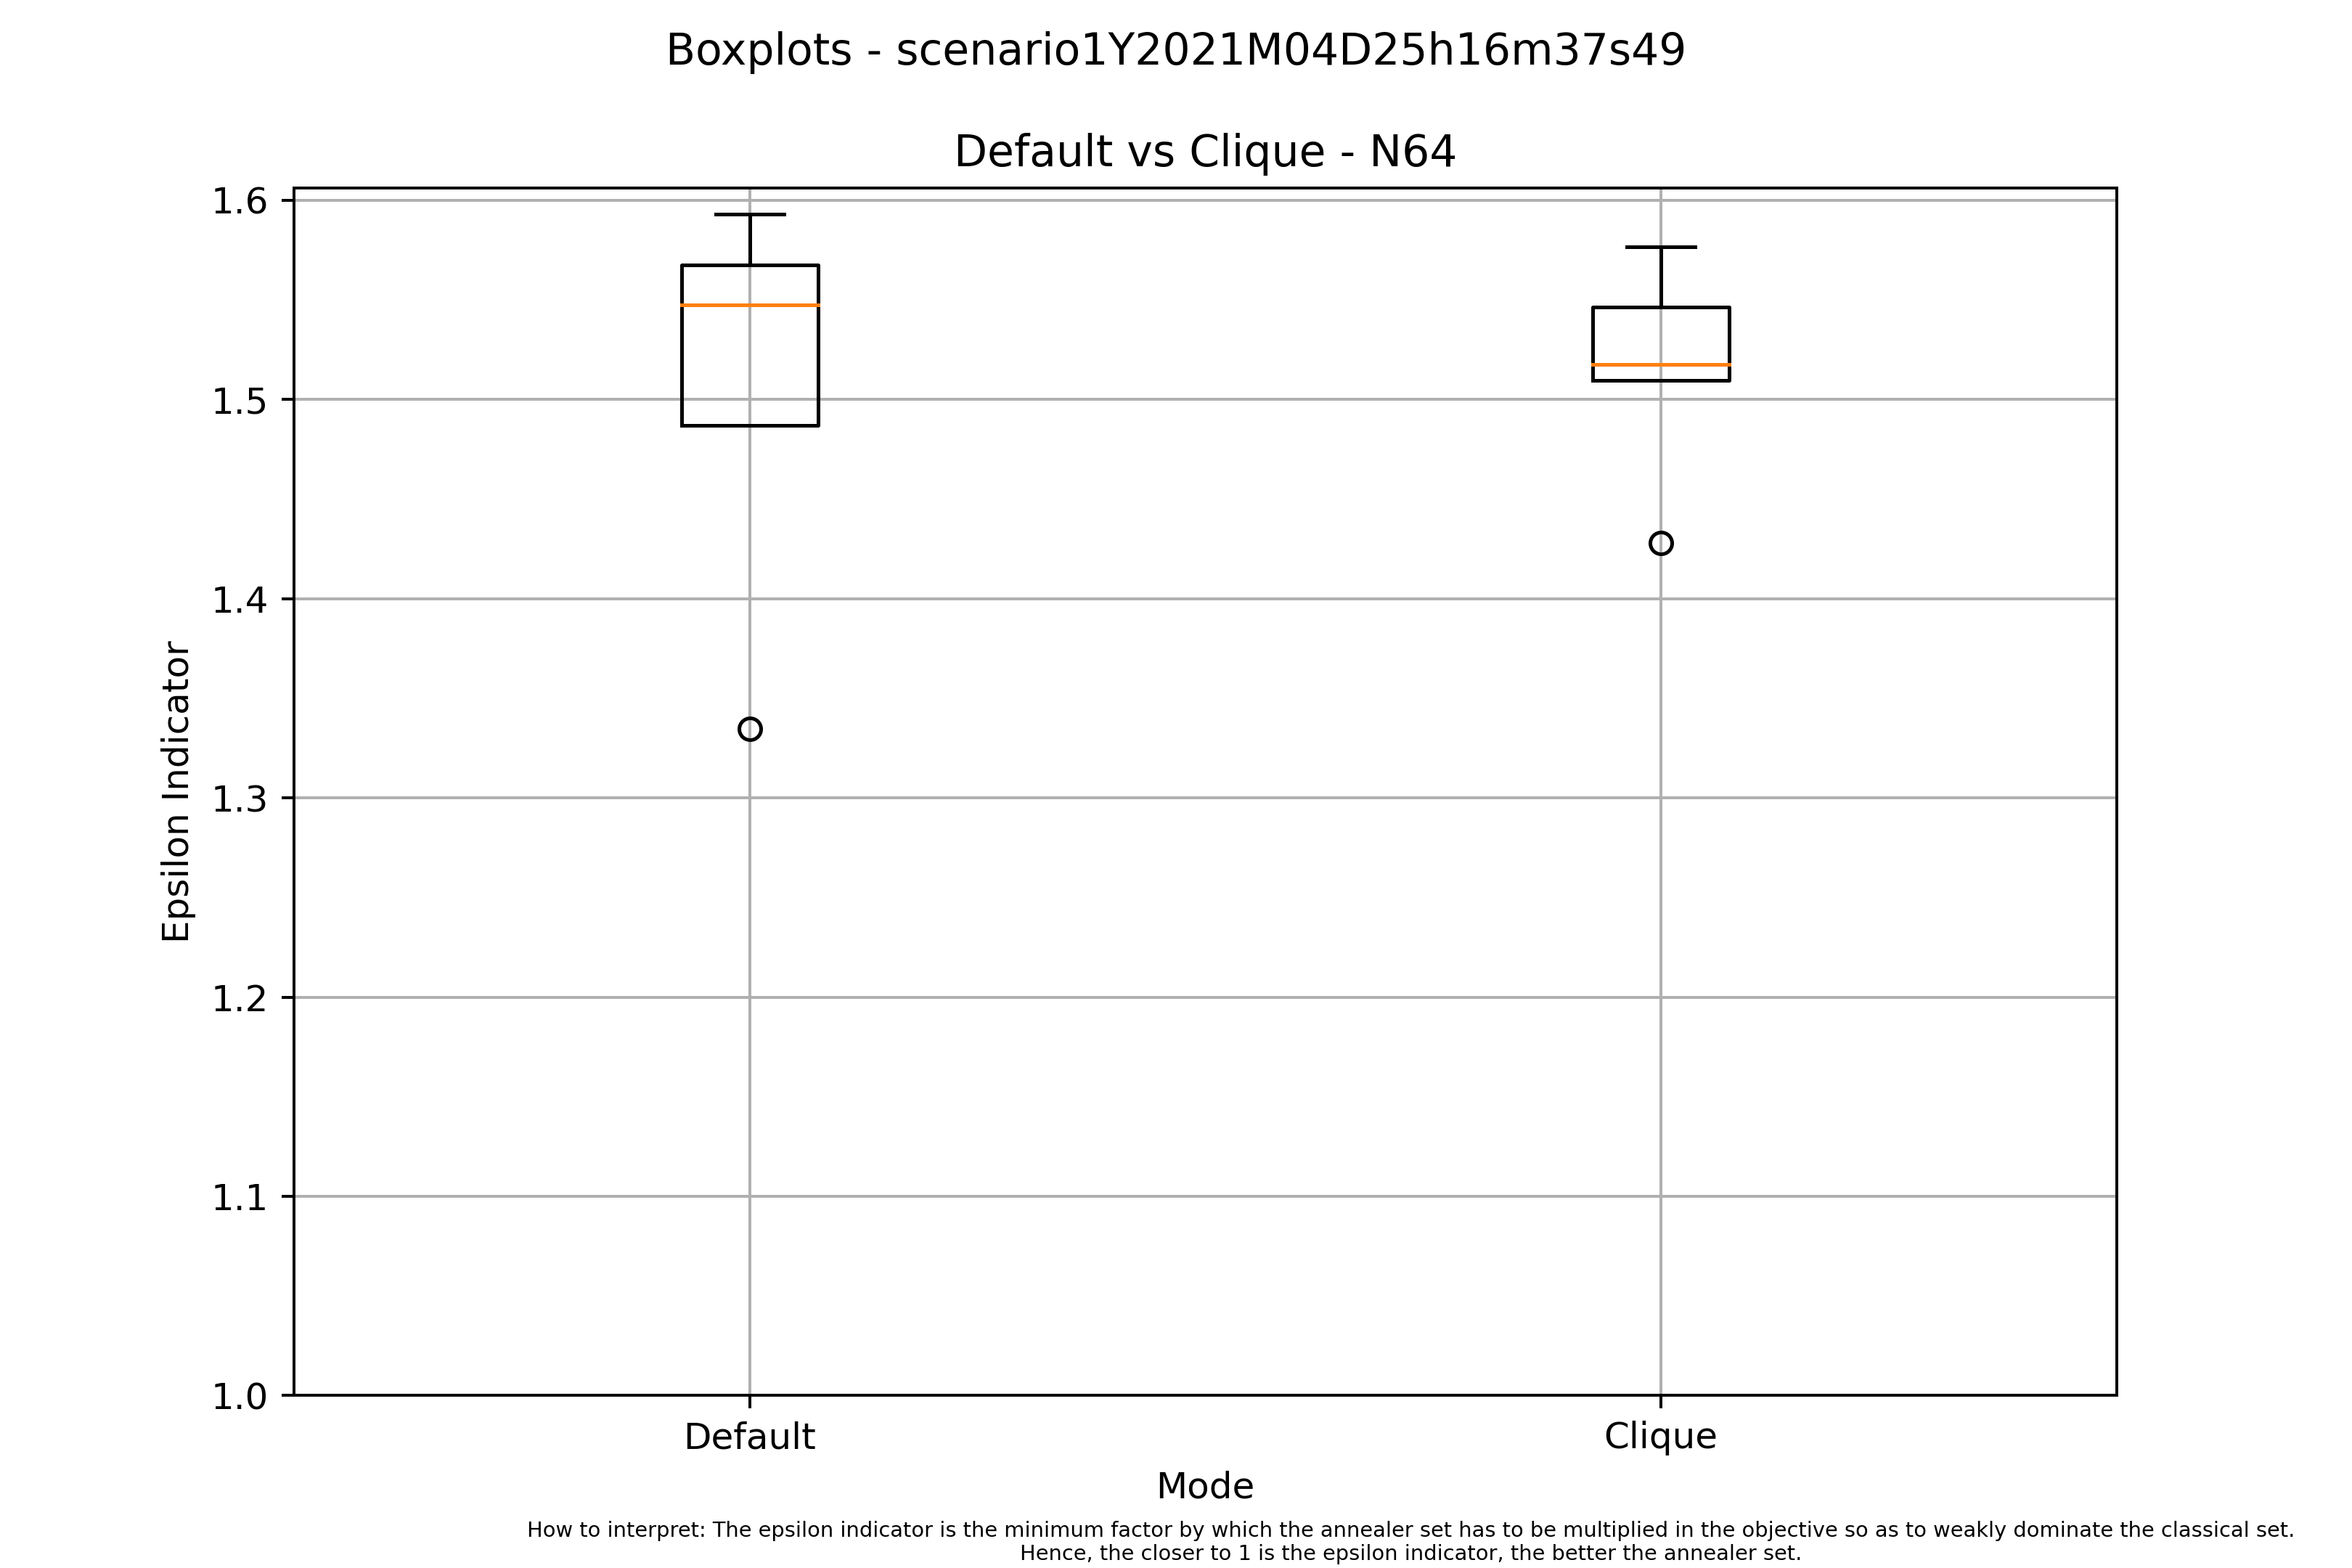 Boxplots - scenario1Y2021M04D25h16m37s49
Default vs Clique - N64
1.6
1.5
1.4
1.3
1.2
1.1
1.0
Epsilon Indicator
Default
Clique
Mode
How to interpret: The epsilon indicator is the minimum factor by which the annealer set has to be multiplied in the objective so as to weakly dominate the classical set.
Hence, the closer to 1 is the epsilon indicator, the better the annealer set.